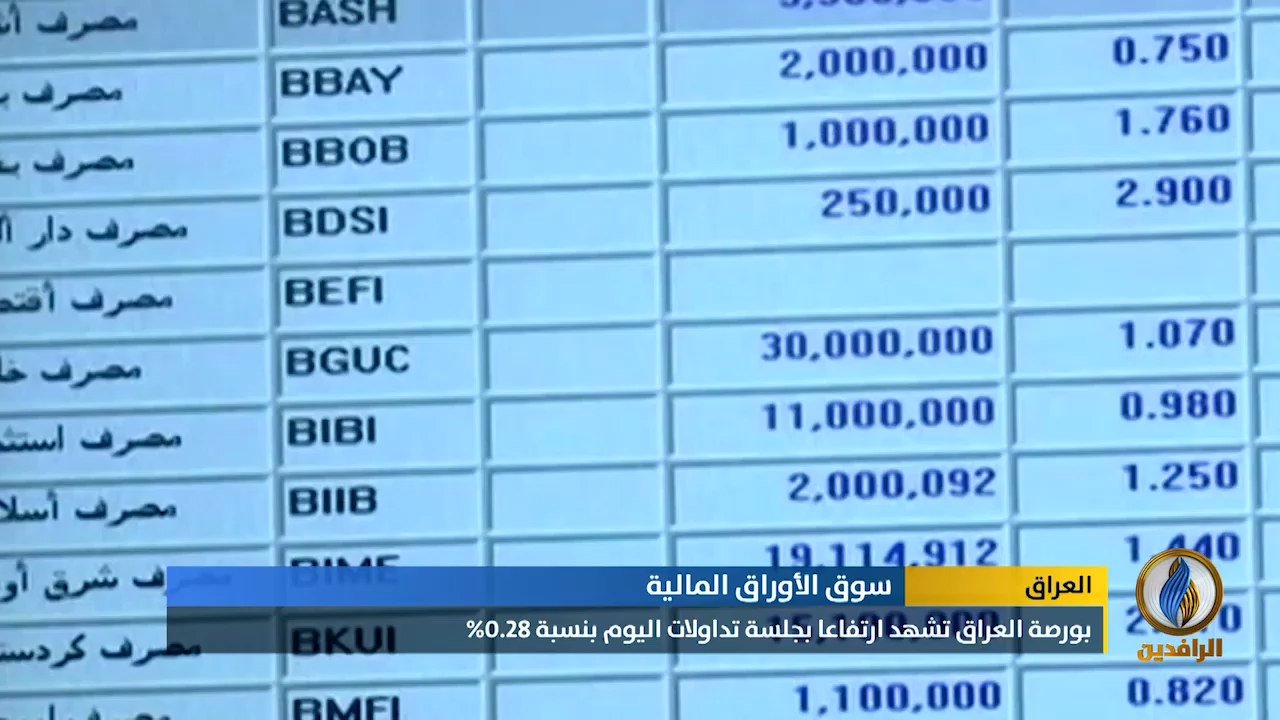 BASH
مصرف BBAY 2,000,000 0.750
مصرف BBOB 1,000,000 1.760
مصرف دار BDSI 250,000 2.900
مصرف BEFI
مصرف BGUC 30,000,000 1.070
مصرف BIBI 11,000,000 0.980
مصرف BIIB 2,000,092 1.250
شرق BIME 19,114,912 1.440
العراق سوق الأوراق المالية
بورصة العراق تشهد ارتفاعا بجلسة تداولات اليوم بنسبة 0.28%
مصرف BKUI
1,100,000 0.820
الرافدين